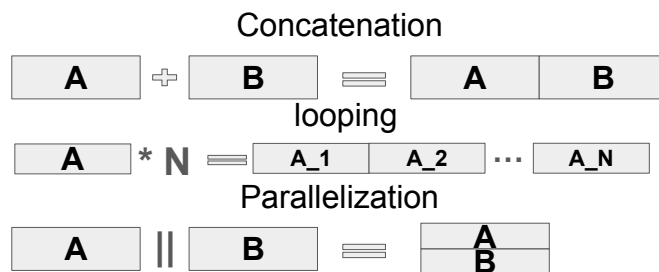 Concatenation
A + B = A B
looping
A * N = A_1 A_2 ... A_N
Parallelization
A || B = A
B